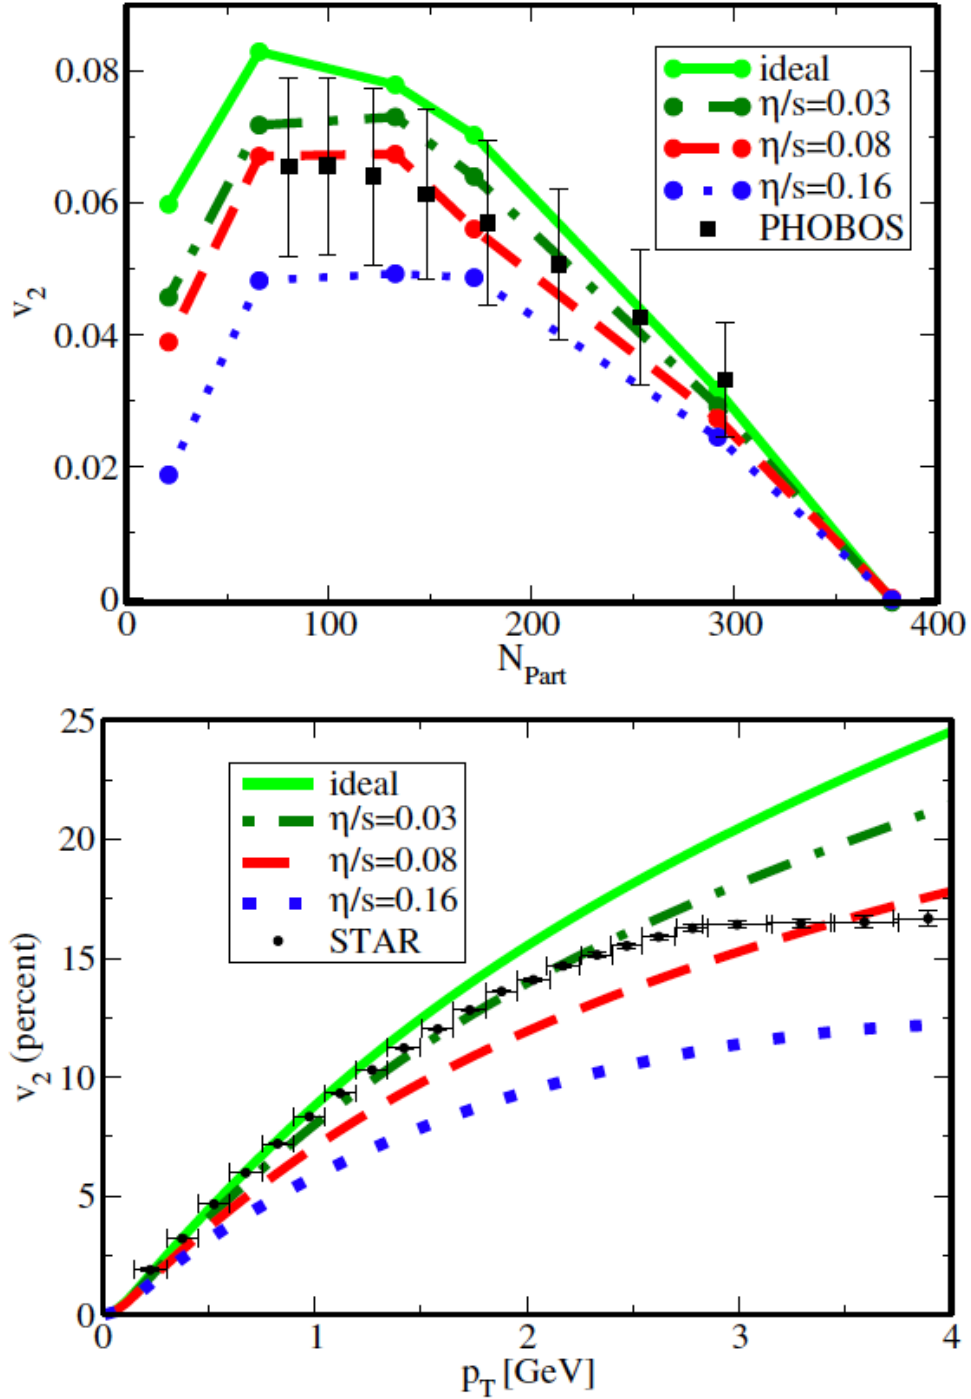 0.08
0.06
0.04
0.02
0
v₂
ideal
η/s=0.03
η/s=0.08
η/s=0.16
PHOBOS
0 100 200 300 400
N_Part
25
20
15
10
5
0
v₂ (percent)
ideal
η/s=0.03
η/s=0.08
η/s=0.16
STAR
0 1 2 3 4
p_T [GeV]